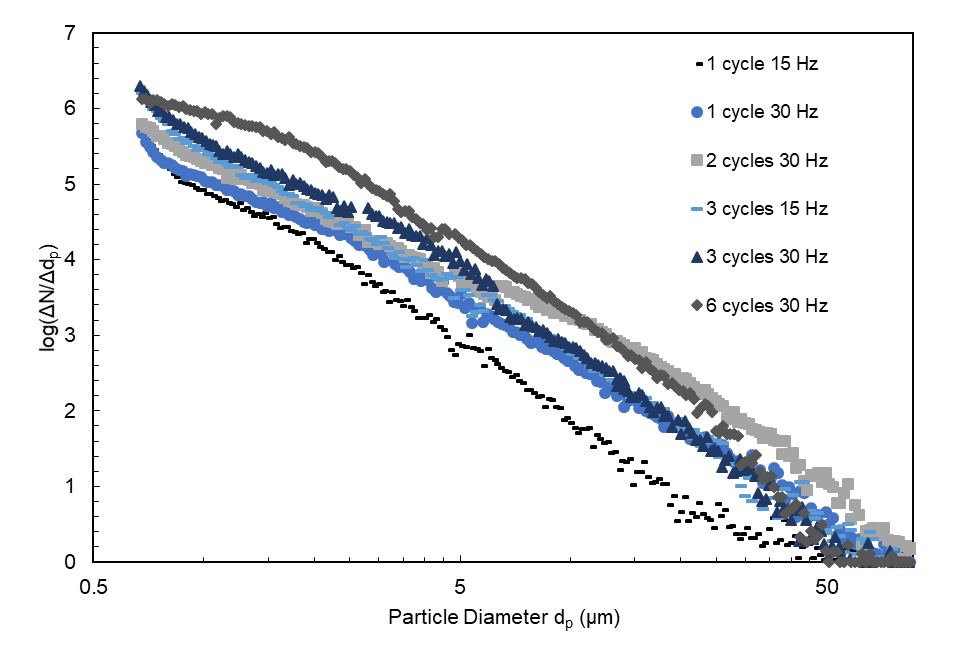 7
6
5
4
3
2
1
0
log(ΔN/Δdp)
0.5
5
50
Particle Diameter dp (µm)
1 cycle 15 Hz
1 cycle 30 Hz
2 cycles 30 Hz
3 cycles 15 Hz
3 cycles 30 Hz
6 cycles 30 Hz